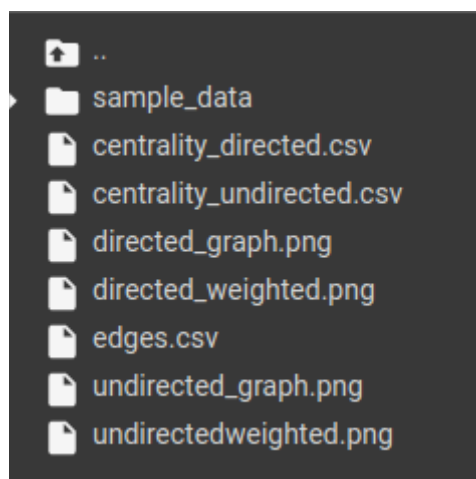 ..
sample_data
centrality_directed.csv
centrality_undirected.csv
directed_graph.png
directed_weighted.png
edges.csv
undirected_graph.png
undirectedweighted.png